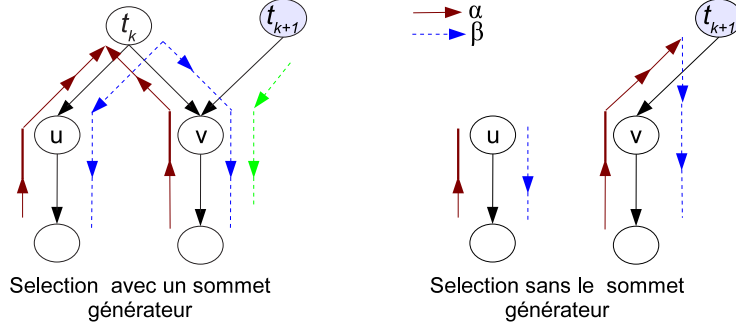 t_k
t_{k+1}
u
v
Selection avec un sommet
générateur
α
β
t_{k+1}
u
v
Selection sans le sommet
générateur